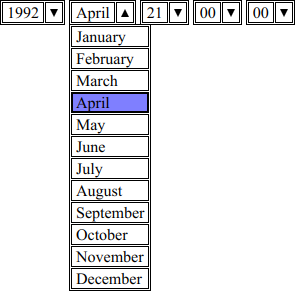 1992 ▼ April ▲ 21 ▼ 00 ▼ 00 ▼
January
February
March
April
May
June
July
August
September
October
November
December